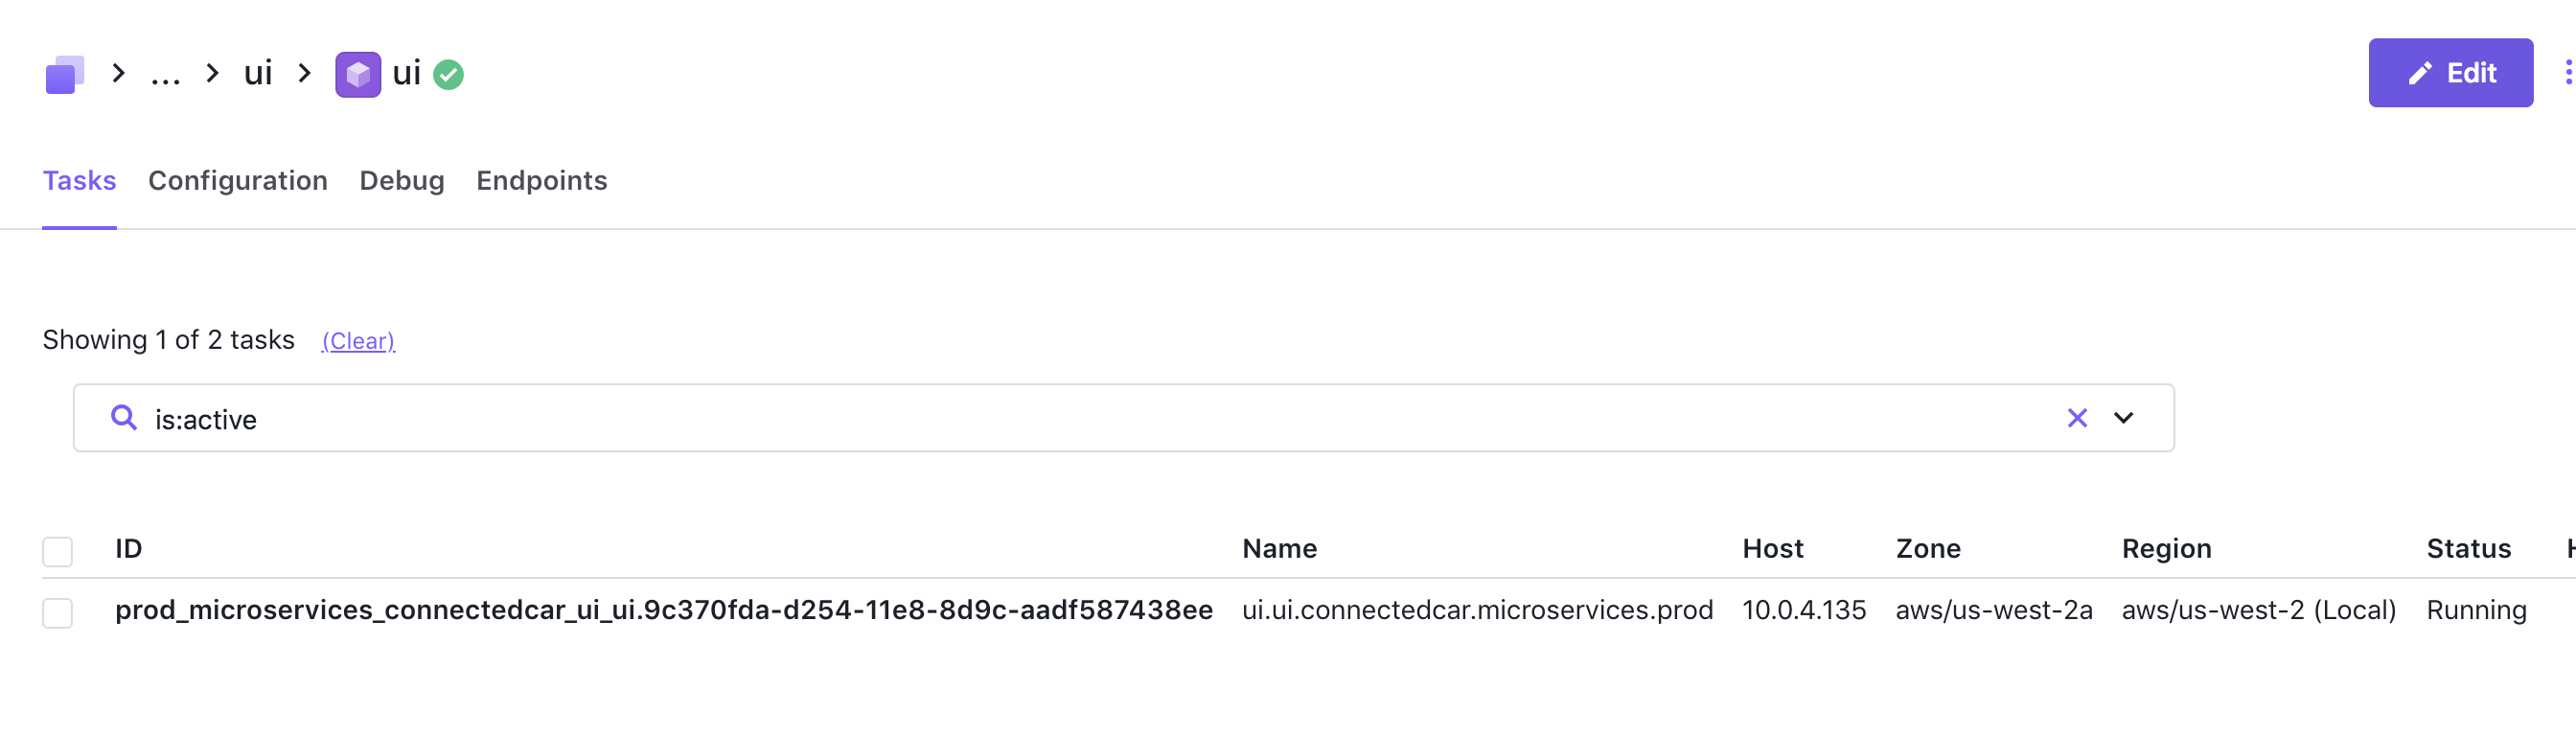 ... ui ui Edit
Tasks Configuration Debug Endpoints
Showing 1 of 2 tasks (Clear)
is:active
ID Name Host Zone Region Status
prod_microservices_connectedcar_ui_ui.9c370fda-d254-11e8-8d9c-aadf587438ee ui.ui.connectedcar.microservices.prod 10.0.4.135 aws/us-west-2a aws/us-west-2 (Local) Running